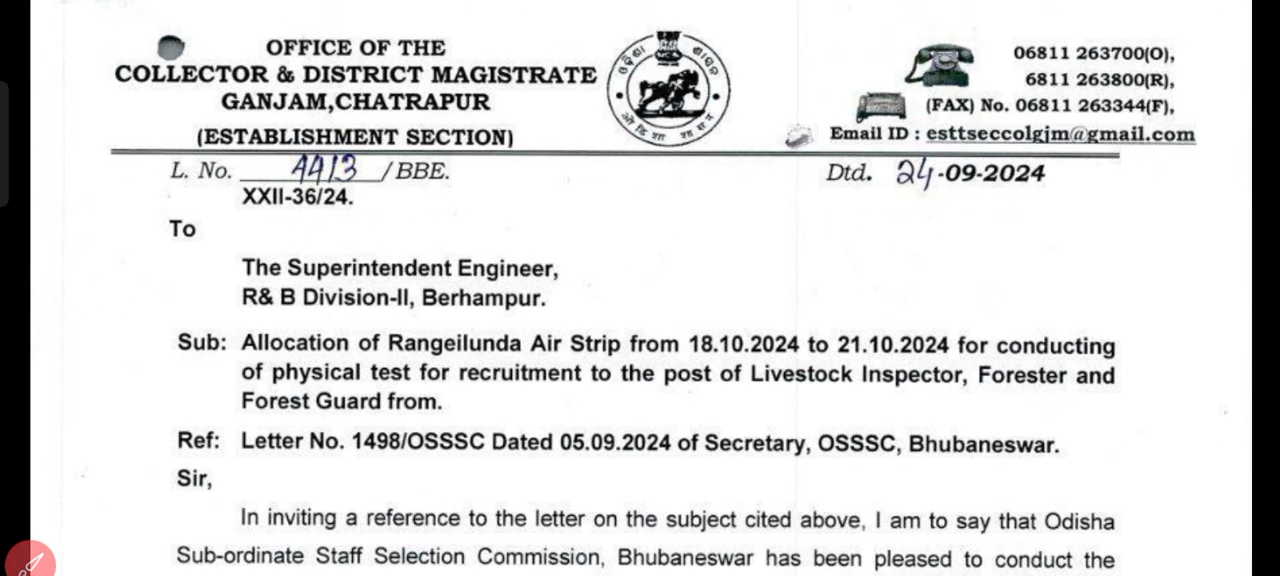 OFFICE OF THE
COLLECTOR & DISTRICT MAGISTRATE
GANJAM,CHATRAPUR
(ESTABLISHMENT SECTION)
06811 263700(O),
6811 263800(R),
(FAX) No. 06811 263344(F),
Email ID : esttseccolgjm@gmail.com
L. No. 4413 /BBE.
XXII-36/24.
Dtd. 24-09-2024
To
The Superintendent Engineer,
R& B Division-II, Berhampur.
Sub: Allocation of Rangeilunda Air Strip from 18.10.2024 to 21.10.2024 for conducting
of physical test for recruitment to the post of Livestock Inspector, Forester and
Forest Guard from.
Ref: Letter No. 1498/OSSSC Dated 05.09.2024 of Secretary, OSSSC, Bhubaneswar.
Sir,
In inviting a reference to the letter on the subject cited above, I am to say that Odisha
Sub-ordinate Staff Selection Commission, Bhubaneswar has been pleased to conduct the